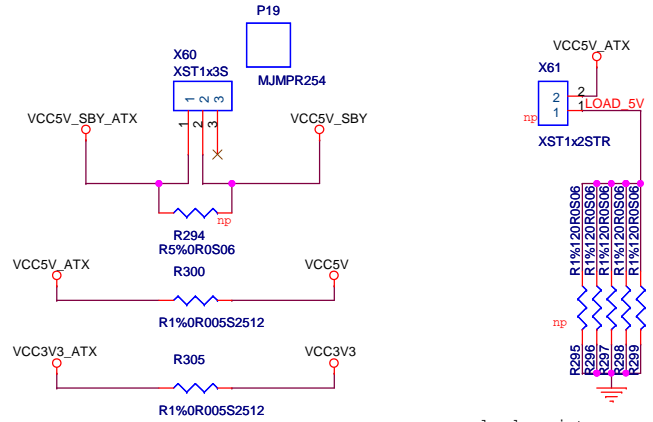 P19
MJMPR254
X60
XST1x3S
1
2
3
1
2
3
VCC5V_SBY_ATX
VCC5V_SBY
np
R294
R5%0R0S06
VCC5V_ATX
R300
VCC5V
R1%0R005S2512
VCC3V3_ATX
R305
VCC3V3
R1%0R005S2512
VCC5V_ATX
X61
2
1
2
1
LOAD_5V
np
XST1x2STR
R1%120R0S06
R1%120R0S06
R1%120R0S06
R1%120R0S06
R1%120R0S06
np
R295
R296
R297
R298
R299